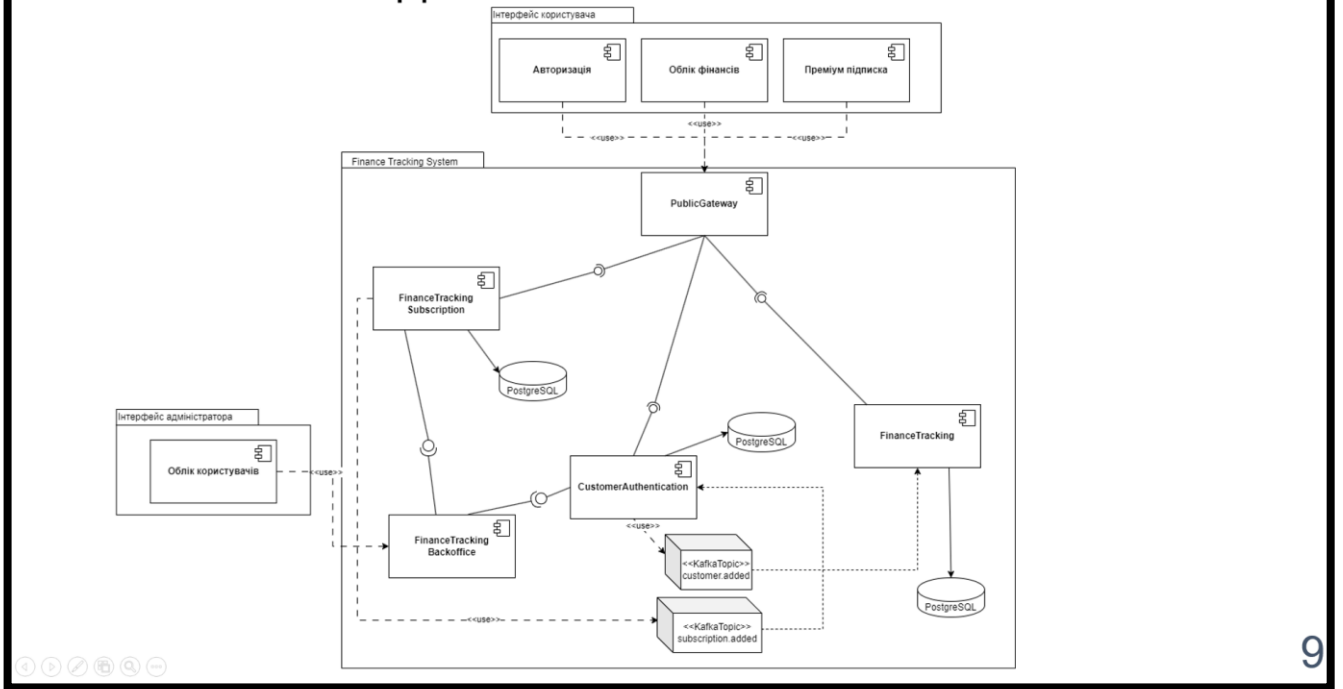 Інтерфейс користувача
Авторизація
Облік фінансів
Преміум підписка
<<use>>
<<use>>
<<use>>
Finance Tracking System
PublicGateway
FinanceTracking
Subscription
PostgreSQL
Інтерфейс адміністратора
Облік користувачів
<<use>>
PostgreSQL
FinanceTracking
CustomerAuthentication
<<use>>
FinanceTracking
Backoffice
<<KafkaTopic>>
customer.added
PostgreSQL
<<use>>
<<KafkaTopic>>
subscription.added
9